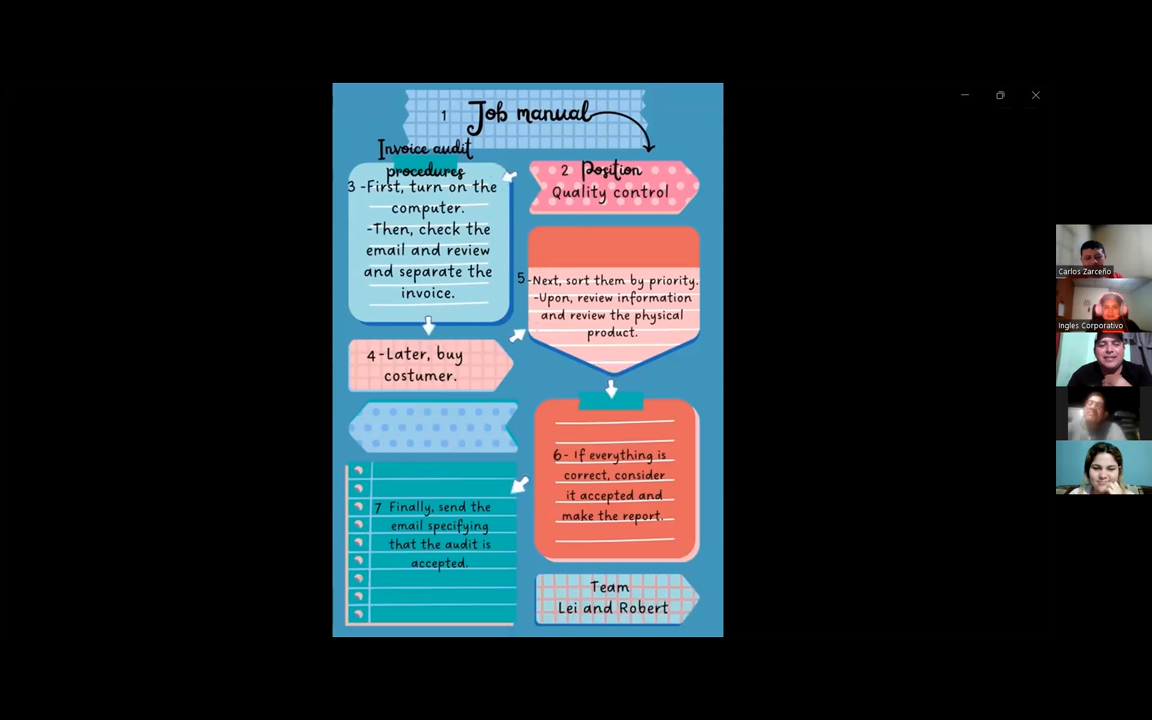 1 Job manual
Invoice audit
procedures
2 Position
Quality control
3 -First, turn on the
computer.
-Then, check the
email and review
and separate the
invoice.
4-Later, buy
costumer.
5-Next, sort them by priority.
-Upon, review information
and review the physical
product.
6- If everything is
correct, consider
it accepted and
make the report.
7 Finally, send the
email specifying
that the audit is
accepted.
Team
Lei and Robert
Carlos Zarceño
Ingles Corporativo